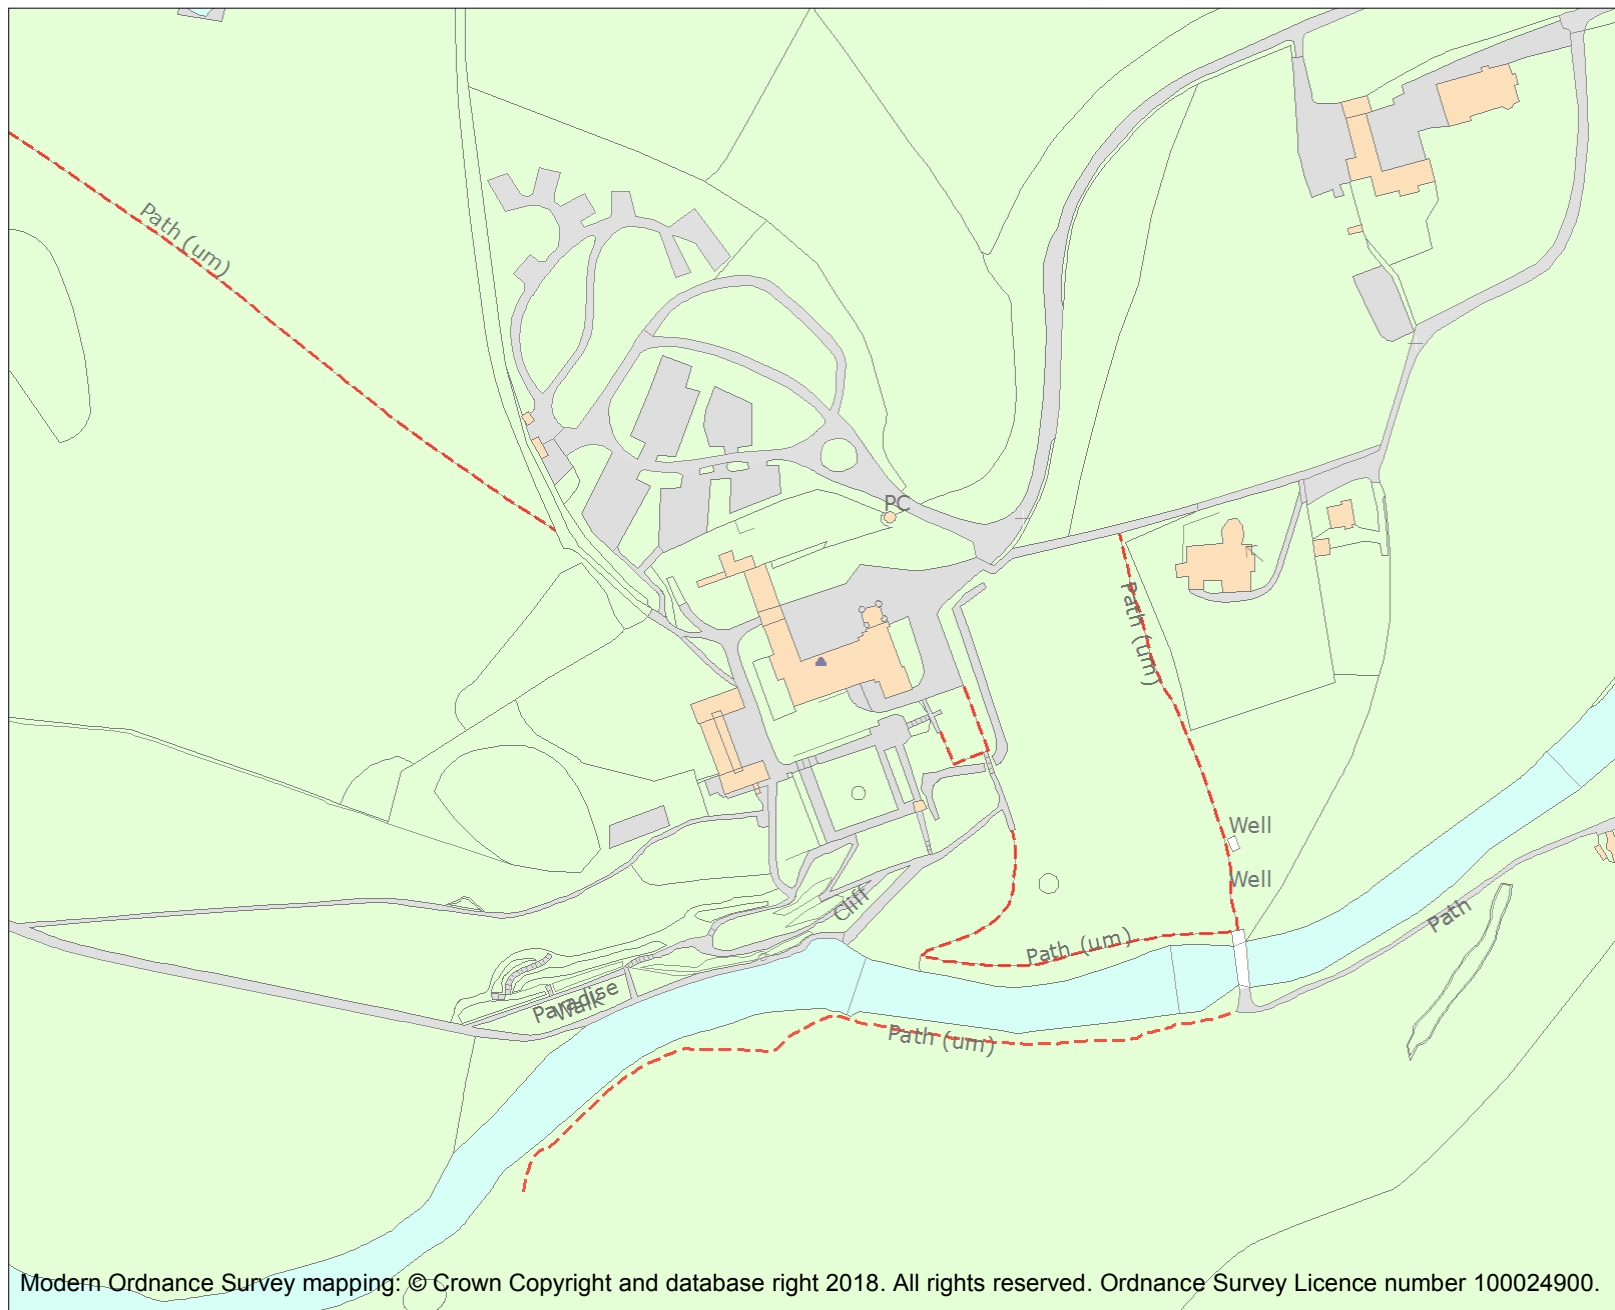 Path (um)
PC
Path (um)
Well
Well
Cliff
Path
Path (um)
Paradise
Walk
Path (um)
Modern Ordnance Survey mapping: © Crown Copyright and database right 2018. All rights reserved. Ordnance Survey Licence number 100024900.